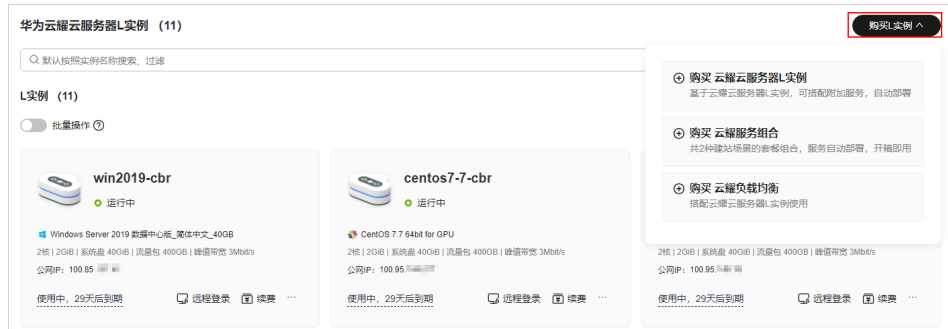 华为云耀云服务器L实例 （11）
购买L实例
默认按照实例名称搜索、过滤
购买 云耀云服务器L实例
基于云耀云服务器L实例，可搭配附加服务，自动部署
L实例 （11）
批量操作
购买 云耀服务组合
共2种建站场景的套餐组合，服务自动部署，开箱即用
购买 云耀负载均衡
搭配云耀云服务器L实例使用
win2019-cbr
运行中
Windows Server 2019 数据中心版_简体中文_40GB
2核 | 2GiB | 系统盘 40GiB | 流量包 400GB | 峰值带宽 3Mbit/s
公网IP： 100.85
使用中，29天后到期 远程登录 续费 ···
centos7-7-cbr
运行中
CentOS 7.7 64bit for GPU
2核 | 2GiB | 系统盘 40GiB | 流量包 400GB | 峰值带宽 3Mbit/s
公网IP： 100.95.
使用中，29天后到期 远程登录 续费 ···
2核 | 2GiB | 系统盘 40GiB | 流量包 400GB | 峰值带宽 3Mbit/s
公网IP： 100.95.
使用中，29天后到期 远程登录 续费 ···